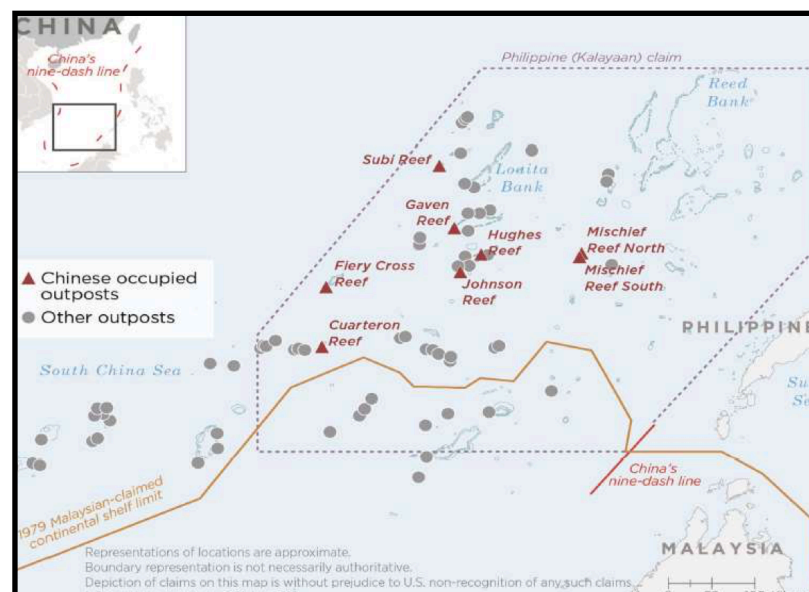 CHINA
China's
nine-dash line
Philippine (Kalayaan) claim
Reed
Bank
Subi Reef
Lonita
Bank
Gaven
Reef
Hughes
Reef
Mischief
Reef North
Fiery Cross
Reef
Johnson
Reef
Mischief
Reef South
Chinese occupied
outposts
Other outposts
Cuarteron
Reef
PHILIPPINE
South China Sea
Su
Se
China's
nine-dash line
1979 Malaysian-claimed
continental shelf limit
MALAYSIA
Representations of locations are approximate.
Boundary representation is not necessarily authoritative.
Depiction of claims on this map is without prejudice to U.S. non-recognition of any such claims.